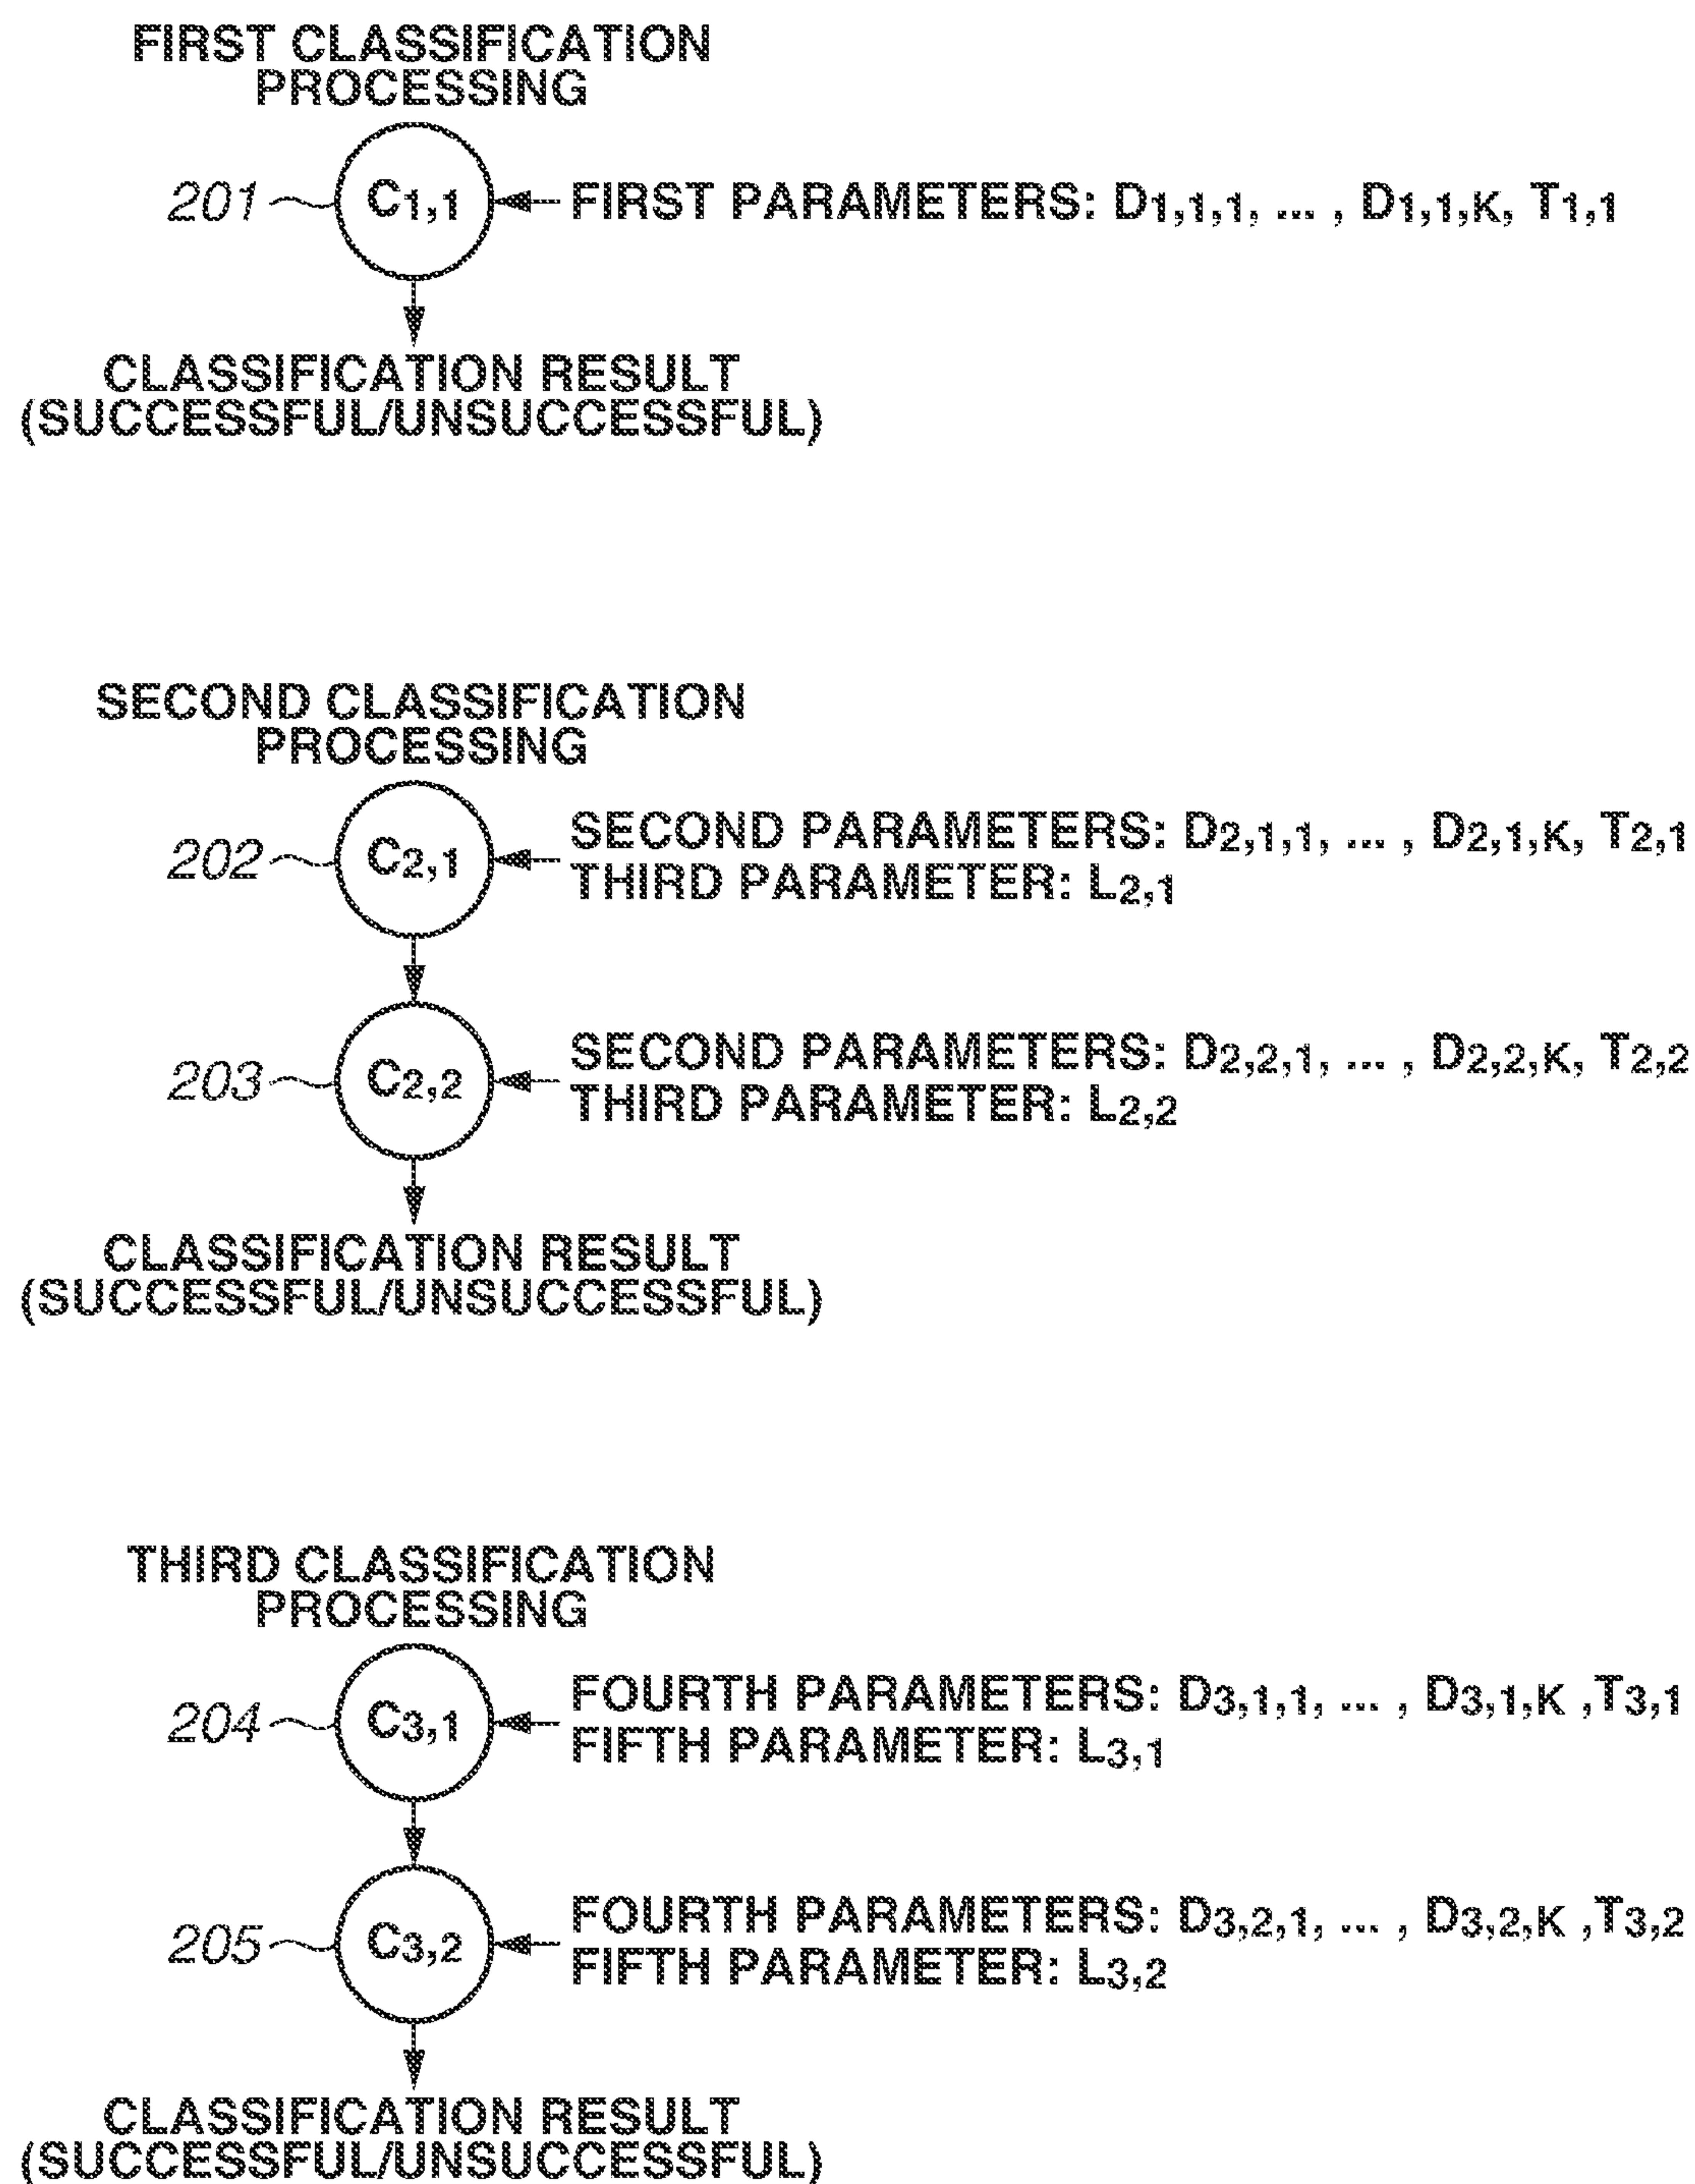 FIRST CLASSIFICATION
PROCESSING
201 C1,1 FIRST PARAMETERS: D1,1,1, ... , D1,1,K, T1,1
CLASSIFICATION RESULT
(SUCCESSFUL/UNSUCCESSFUL)
SECOND CLASSIFICATION
PROCESSING
202 C2,1 SECOND PARAMETERS: D2,1,1, ... , D2,1,K, T2,1
THIRD PARAMETER: L2,1
203 C2,2 SECOND PARAMETERS: D2,2,1, ... , D2,2,K, T2,2
THIRD PARAMETER: L2,2
CLASSIFICATION RESULT
(SUCCESSFUL/UNSUCCESSFUL)
THIRD CLASSIFICATION
PROCESSING
204 C3,1 FOURTH PARAMETERS: D3,1,1, ... , D3,1,K ,T3,1
FIFTH PARAMETER: L3,1
205 C3,2 FOURTH PARAMETERS: D3,2,1, ... , D3,2,K ,T3,2
FIFTH PARAMETER: L3,2
CLASSIFICATION RESULT
(SUCCESSFUL/UNSUCCESSFUL)